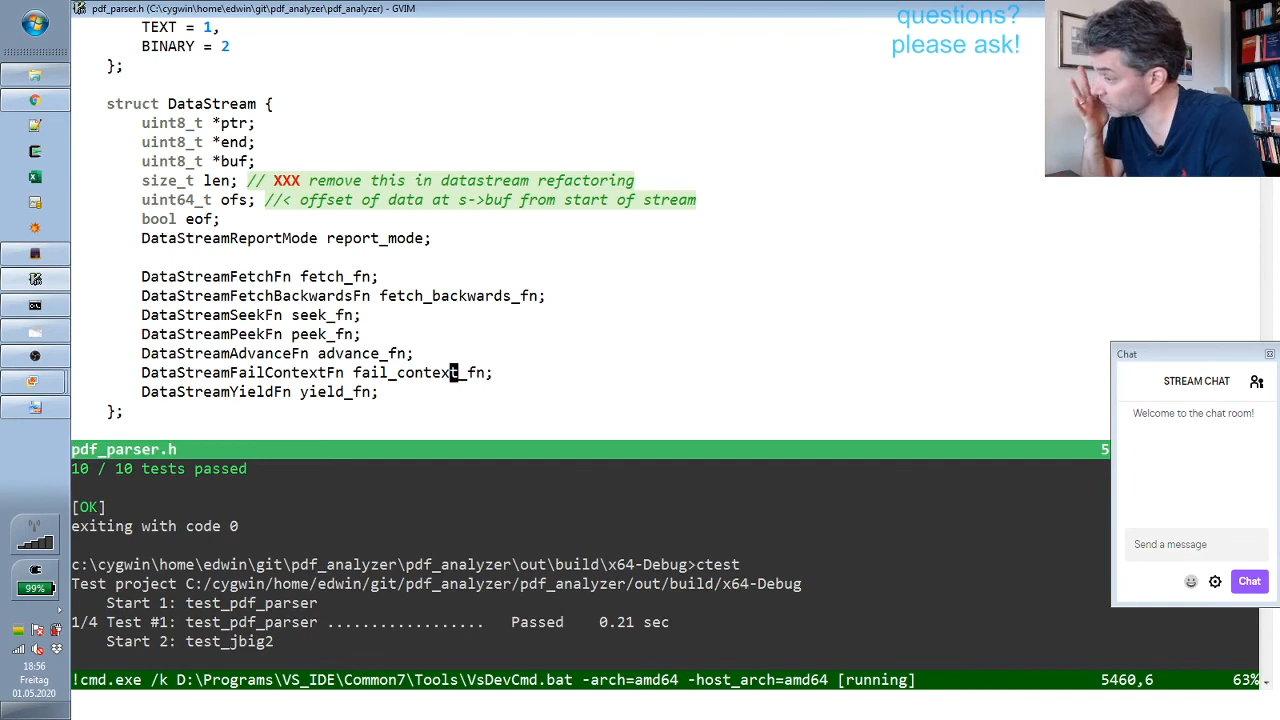 pdf_parser.h (C:\cygwin\home\edwin\git\pdf_analyzer\pdf_analyzer) - GVIM
questions?
please ask!
TEXT = 1,
BINARY = 2
};
struct DataStream {
uint8_t *ptr;
uint8_t *end;
uint8_t *buf;
size_t len; // XXX remove this in datastream refactoring
uint64_t ofs; //< offset of data at s->buf from start of stream
bool eof;
DataStreamReportMode report_mode;
DataStreamFetchFn fetch_fn;
DataStreamFetchBackwardsFn fetch_backwards_fn;
DataStreamSeekFn seek_fn;
DataStreamPeekFn peek_fn;
DataStreamAdvanceFn advance_fn;
DataStreamFailContextFn fail_context_fn;
DataStreamYieldFn yield_fn;
};
pdf_parser.h 5
10 / 10 tests passed
[OK]
exiting with code 0
c:\cygwin\home\edwin\git\pdf_analyzer\pdf_analyzer\out\build\x64-Debug>ctest
Test project C:/cygwin/home/edwin/git/pdf_analyzer/pdf_analyzer/out/build/x64-Debug
Start 1: test_pdf_parser
1/4 Test #1: test_pdf_parser .................. Passed 0.21 sec
Start 2: test_jbig2
!cmd.exe /k D:\Programs\VS_IDE\Common7\Tools\VsDevCmd.bat -arch=amd64 -host_arch=amd64 [running] 5460,6 63%
Chat
STREAM CHAT
Welcome to the chat room!
Send a message
Chat
99%
18:56
Freitag
01.05.2020